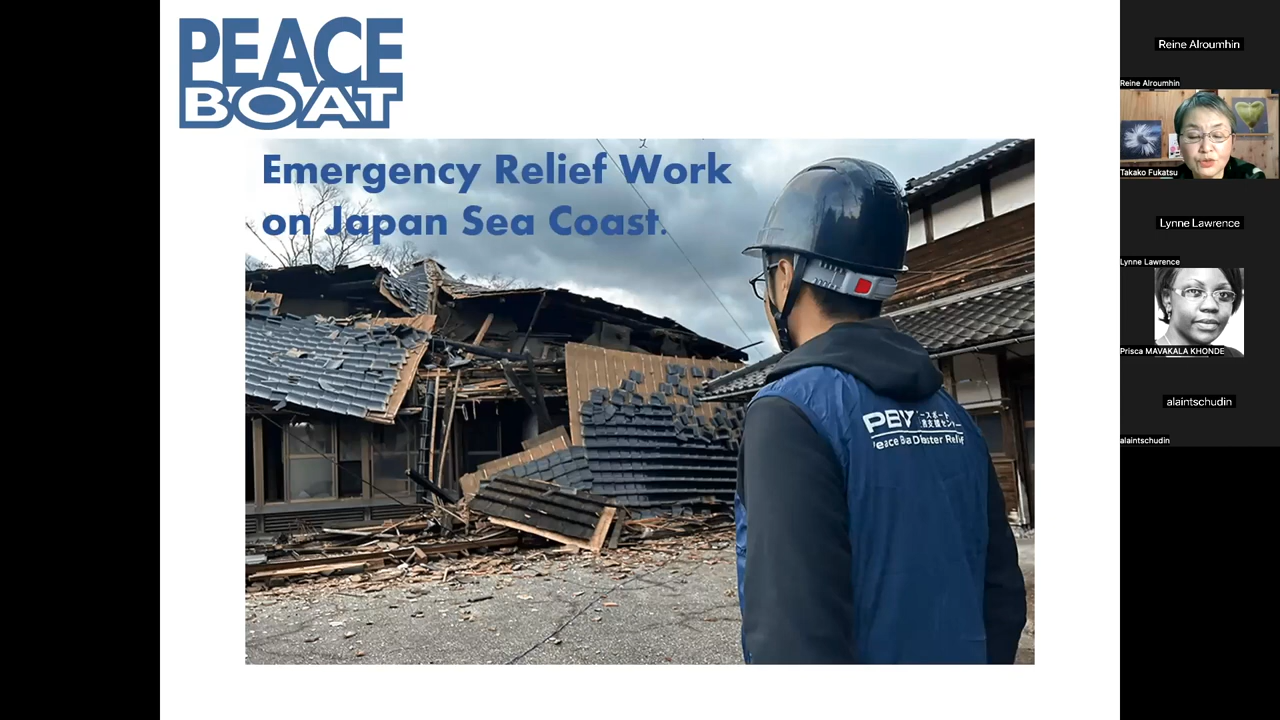 PEACE
BOAT
Emergency Relief Work
on Japan Sea Coast.
Peace Boat Disaster Relief
Reine Alroumhin
Reine Alroumhin
Takako Fukatsu
Lynne Lawrence
Lynne Lawrence
Prisca MAVAKALA KHONDE
alaintschudin
alaintschudin